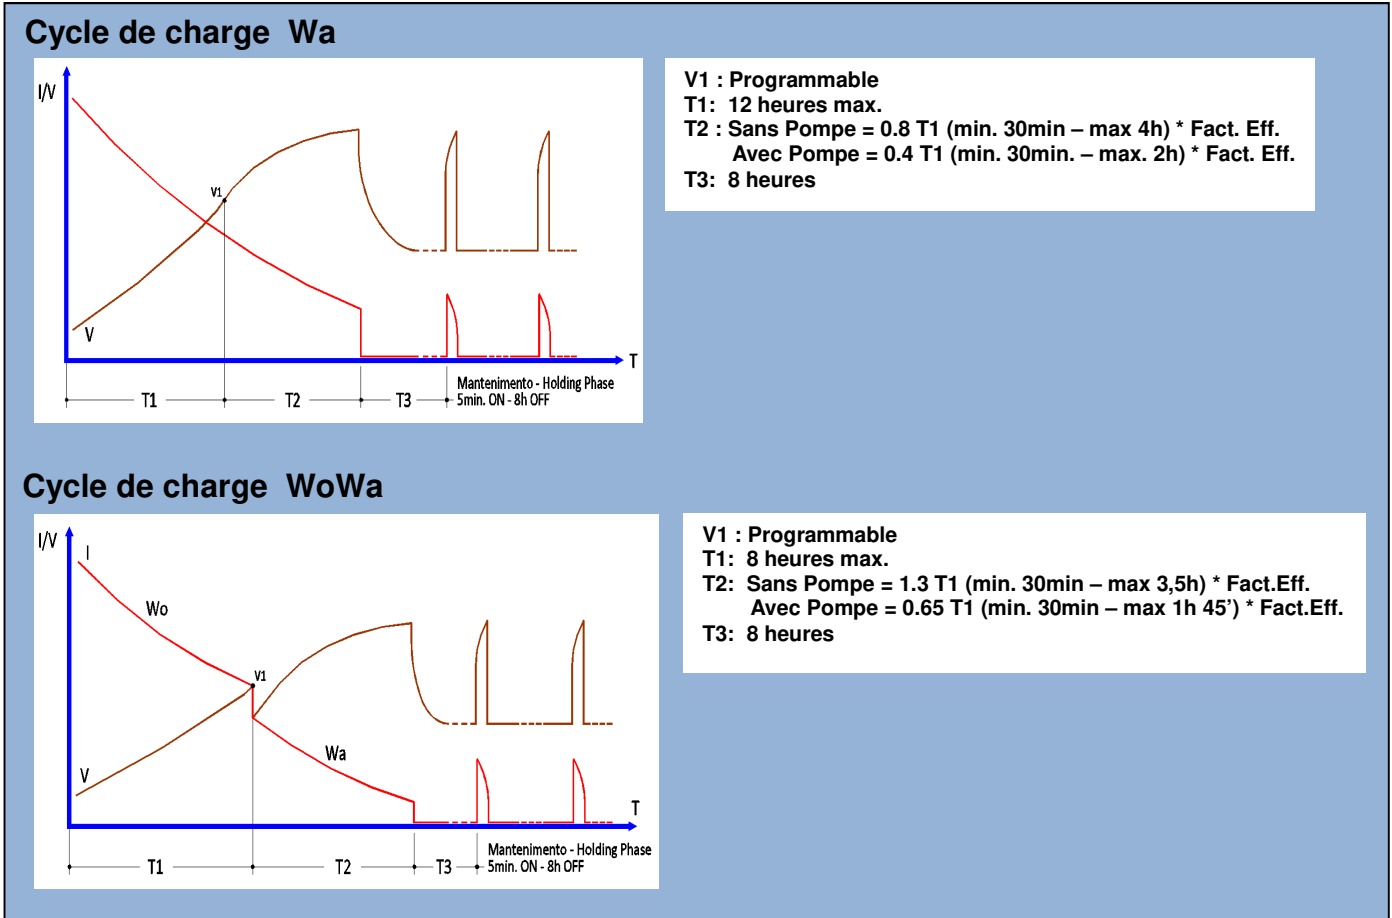 Cycle de charge  Wa
I/V
V1
V
T
T1
T2
T3
Mantenimento - Holding Phase
5min. ON - 8h OFF
V1 : Programmable
T1:  12 heures max.
T2 : Sans Pompe = 0.8 T1 (min. 30min – max 4h) * Fact. Eff.
Avec Pompe = 0.4 T1 (min. 30min. – max. 2h) * Fact. Eff.
T3:  8 heures
Cycle de charge  WoWa
I/V
I
Wo
V1
V
Wa
T
T1
T2
T3
Mantenimento - Holding Phase
5min. ON - 8h OFF
V1 : Programmable
T1:  8 heures max.
T2:  Sans Pompe = 1.3 T1 (min. 30min – max 3,5h) * Fact.Eff.
Avec Pompe = 0.65 T1 (min. 30min – max 1h 45’) * Fact.Eff.
T3:  8 heures